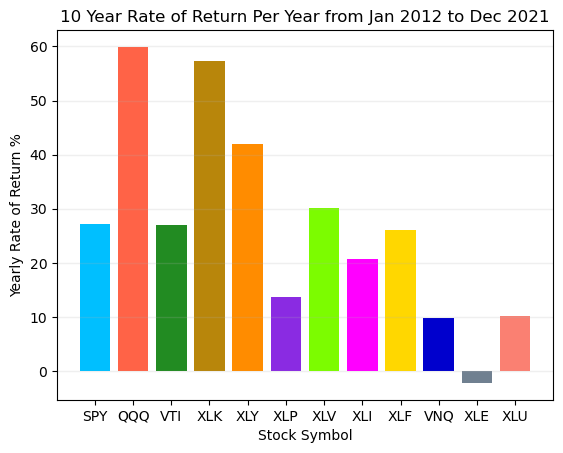 10 Year Rate of Return Per Year from Jan 2012 to Dec 2021
Yearly Rate of Return %
60
50
40
30
20
10
0
SPY QQQ VTI XLK XLY XLP XLV XLI XLF VNQ XLE XLU
Stock Symbol